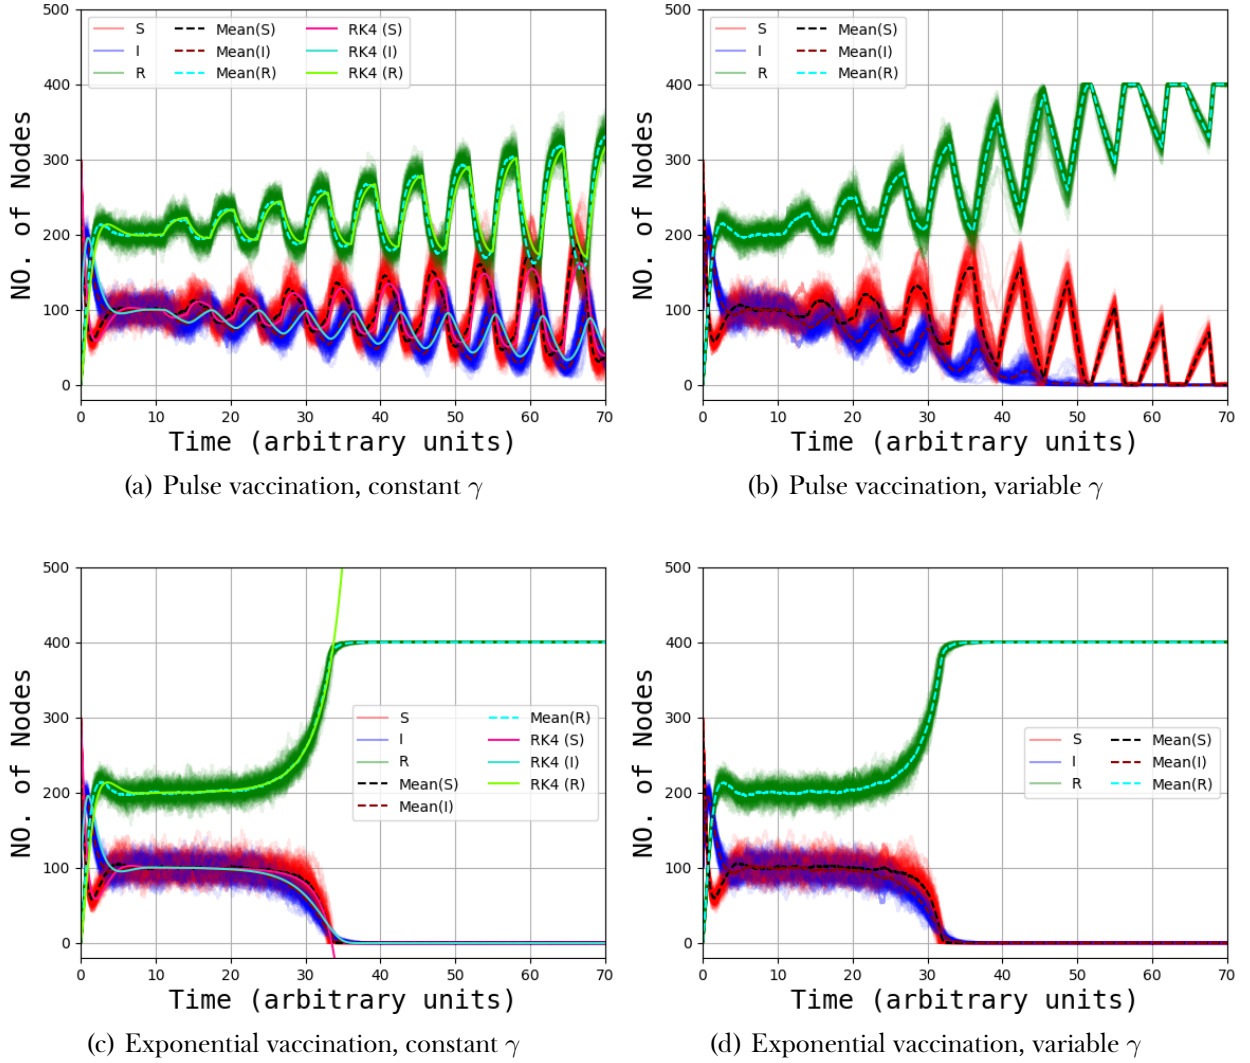 500
400
300
200
100
0
NO. of Nodes
S
I
R
Mean(S)
Mean(I)
Mean(R)
RK4 (S)
RK4 (I)
RK4 (R)
0 10 20 30 40 50 60 70
Time (arbitrary units)
(a) Pulse vaccination, constant γ
500
400
300
200
100
0
NO. of Nodes
S
I
R
Mean(S)
Mean(I)
Mean(R)
0 10 20 30 40 50 60 70
Time (arbitrary units)
(b) Pulse vaccination, variable γ
500
400
300
200
100
0
NO. of Nodes
S
I
R
Mean(S)
Mean(I)
Mean(R)
RK4 (S)
RK4 (I)
RK4 (R)
0 10 20 30 40 50 60 70
Time (arbitrary units)
(c) Exponential vaccination, constant γ
500
400
300
200
100
0
NO. of Nodes
S
I
R
Mean(S)
Mean(I)
Mean(R)
0 10 20 30 40 50 60 70
Time (arbitrary units)
(d) Exponential vaccination, variable γ